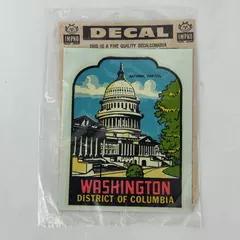 IMPKO DECAL IMPKO
THIS IS A FINE QUALITY DECALCOMANIA
NATIONAL CAPITOL
WASHINGTON
DISTRICT OF COLUMBIA